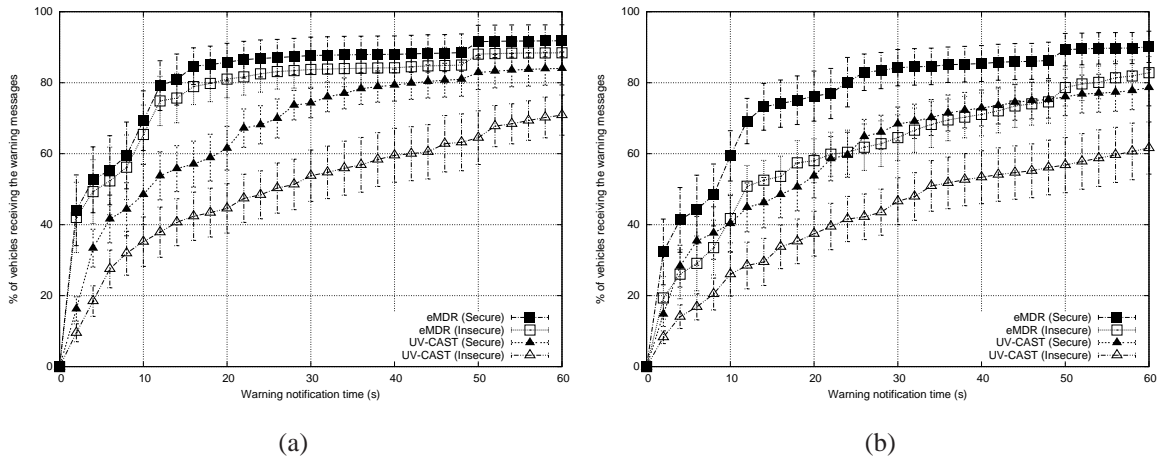 100
80
60
40
20
0
0 10 20 30 40 50 60
% of vehicles receiving the warning messages
Warning notification time (s)
eMDR (Secure)
eMDR (Insecure)
UV-CAST (Secure)
UV-CAST (Insecure)
(a)
100
80
60
40
20
0
0 10 20 30 40 50 60
% of vehicles receiving the warning messages
Warning notification time (s)
eMDR (Secure)
eMDR (Insecure)
UV-CAST (Secure)
UV-CAST (Insecure)
(b)